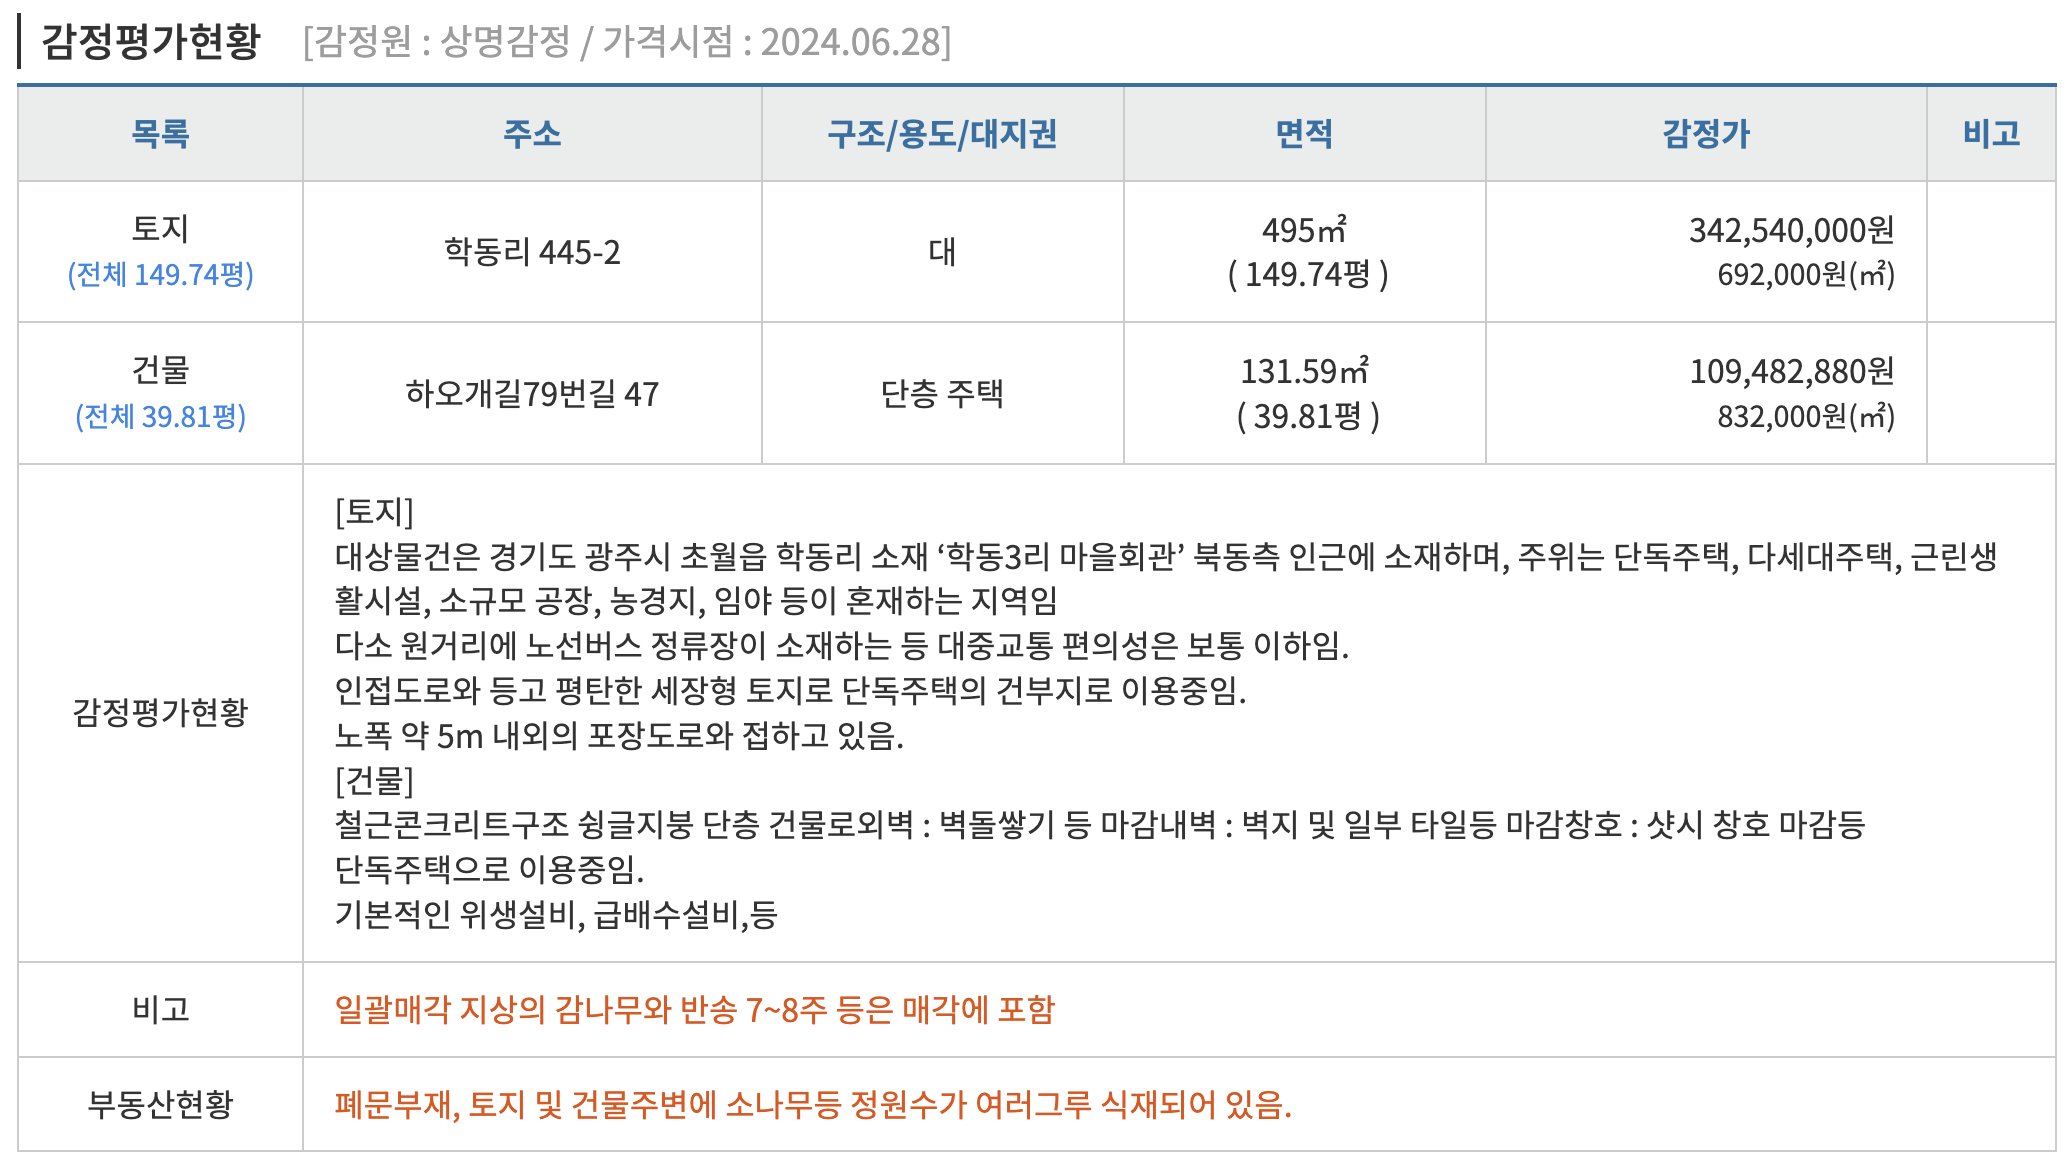 감정평가현황 [감정원 : 상명감정 / 가격시점 : 2024.06.28]
목록 주소 구조/용도/대지권 면적 감정가 비고
토지
(전체 149.74평)
학동리 445-2
대
495㎡
( 149.74평 )
342,540,000원
692,000원(㎡)
건물
(전체 39.81평)
하오개길79번길 47
단층 주택
131.59㎡
( 39.81평 )
109,482,880원
832,000원(㎡)
감정평가현황
[토지]
대상물건은 경기도 광주시 초월읍 학동리 소재 ‘학동3리 마을회관’ 북동측 인근에 소재하며, 주위는 단독주택, 다세대주택, 근린생
활시설, 소규모 공장, 농경지, 임야 등이 혼재하는 지역임
다소 원거리에 노선버스 정류장이 소재하는 등 대중교통 편의성은 보통 이하임.
인접도로와 등고 평탄한 세장형 토지로 단독주택의 건부지로 이용중임.
노폭 약 5m 내외의 포장도로와 접하고 있음.
[건물]
철근콘크리트구조 슁글지붕 단층 건물로외벽 : 벽돌쌓기 등 마감내벽 : 벽지 및 일부 타일등 마감창호 : 샷시 창호 마감등
단독주택으로 이용중임.
기본적인 위생설비, 급배수설비,등
비고
일괄매각 지상의 감나무와 반송 7~8주 등은 매각에 포함
부동산현황
폐문부재, 토지 및 건물주변에 소나무등 정원수가 여러그루 식재되어 있음.